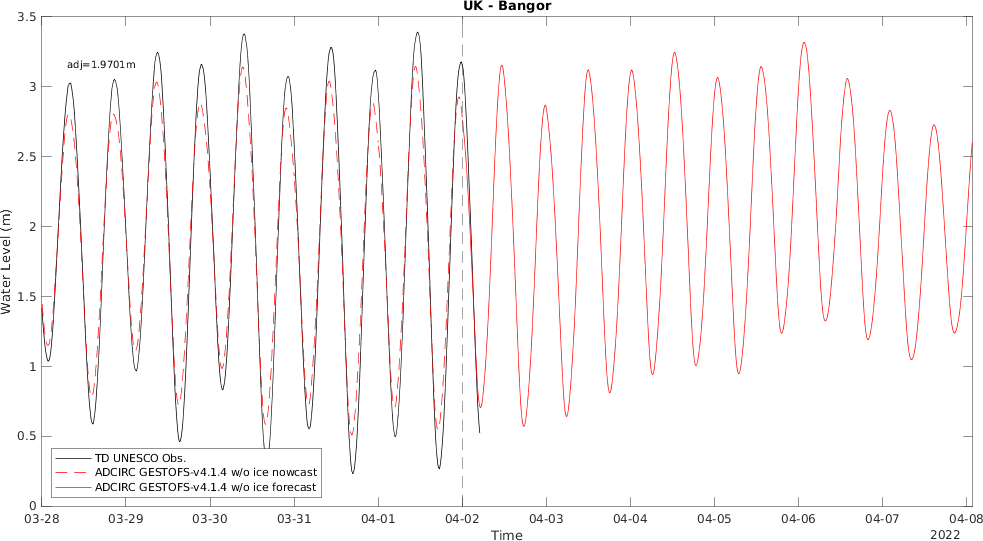 UK - Bangor
adj=1.9701m
3.5
3
2.5
2
1.5
1
0.5
0
Water Level (m)
TD UNESCO Obs.
ADCIRC GESTOFS-v4.1.4 w/o ice nowcast
ADCIRC GESTOFS-v4.1.4 w/o ice forecast
03-28 03-29 03-30 03-31 04-01 04-02 04-03 04-04 04-05 04-06 04-07 04-08
Time
2022